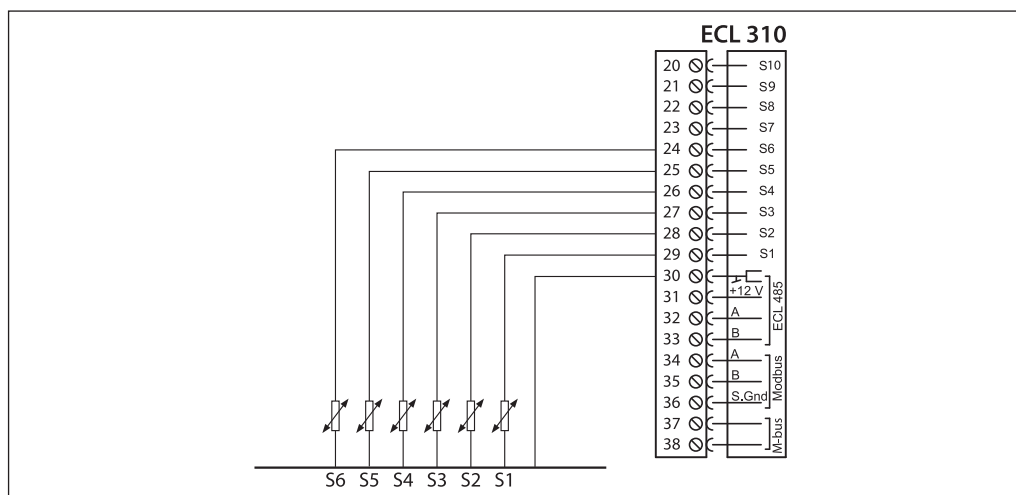 ECL 310
20 S10
21 S9
22 S8
23 S7
24 S6
25 S5
26 S4
27 S3
28 S2
29 S1
30
31 +12 V
32 A
33 B
ECL 485
34 A
35 B
36 S.Gnd
Modbus
37
38
M-bus
S6 S5 S4 S3 S2 S1